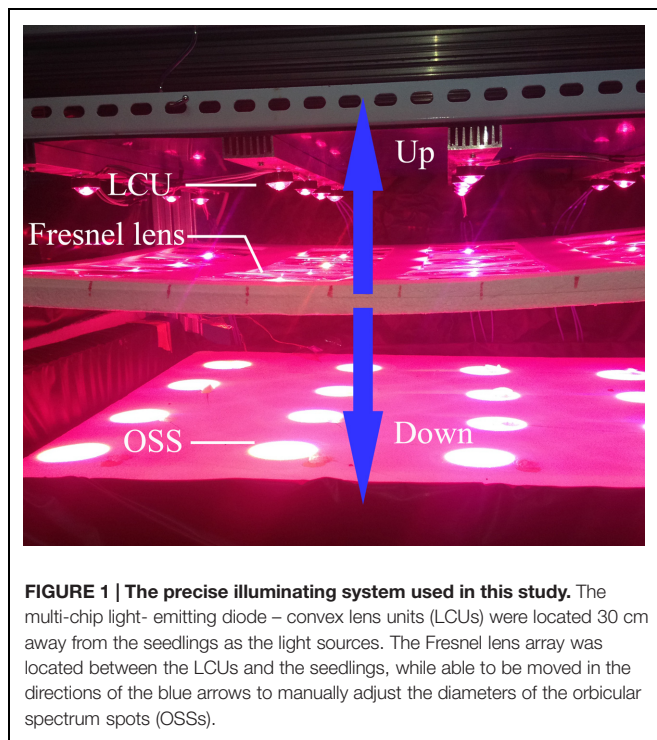 Up
LCU
Fresnel lens
OSS
Down
FIGURE 1 | The precise illuminating system used in this study. The
multi-chip light- emitting diode – convex lens units (LCUs) were located 30 cm
away from the seedlings as the light sources. The Fresnel lens array was
located between the LCUs and the seedlings, while able to be moved in the
directions of the blue arrows to manually adjust the diameters of the orbicular
spectrum spots (OSSs).